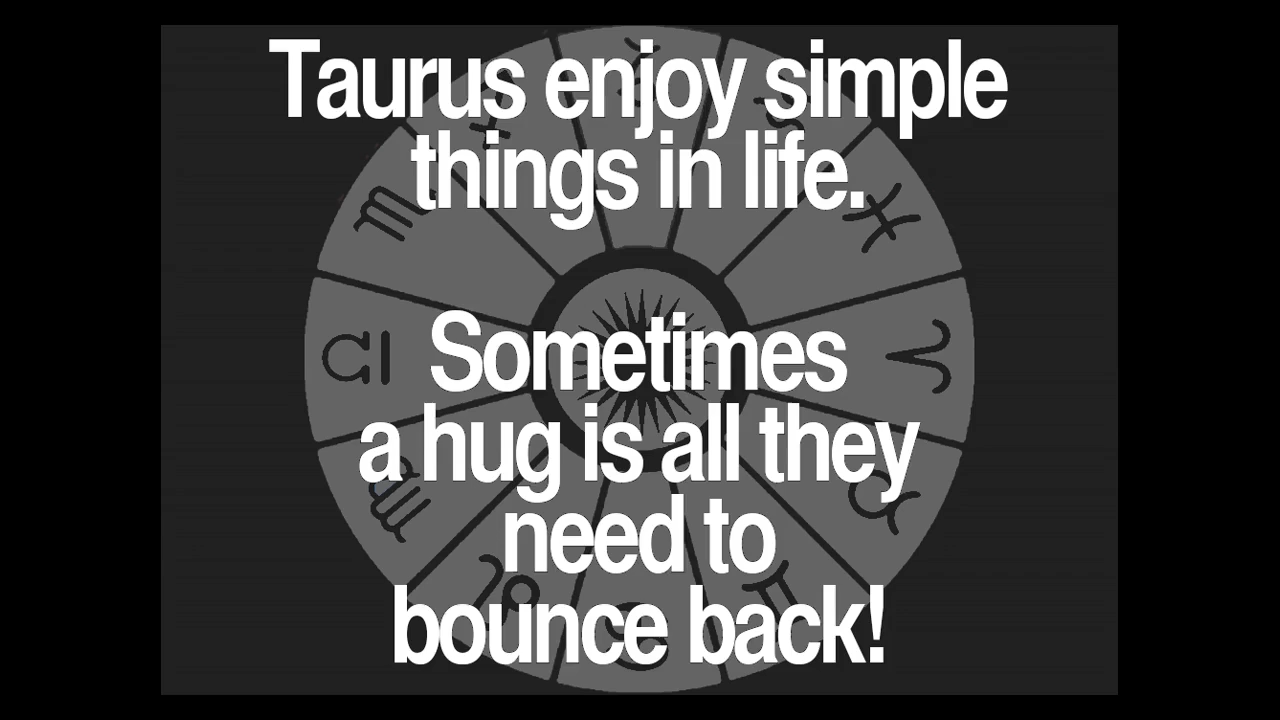 Taurus enjoy simple
things in life.
Sometimes
a hug is all they
need to
bounce back!